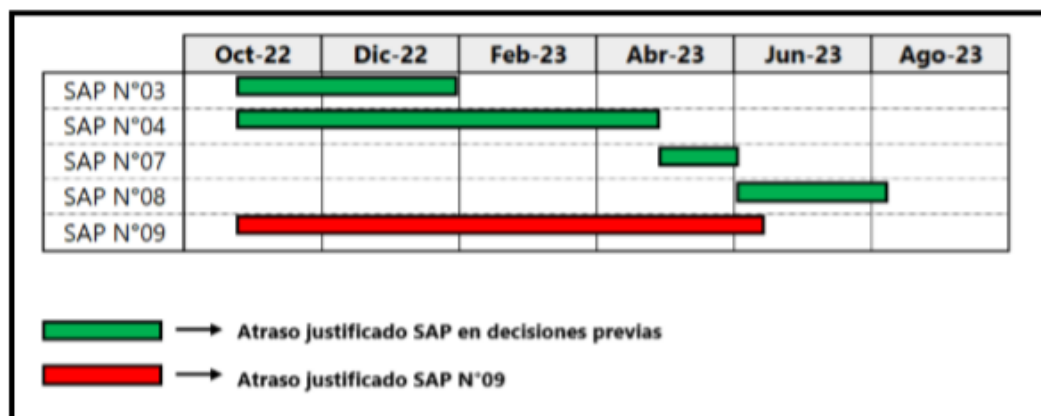 Oct-22 Dic-22 Feb-23 Abr-23 Jun-23 Ago-23
SAP N°03
SAP N°04
SAP N°07
SAP N°08
SAP N°09
Atraso justificado SAP en decisiones previas
Atraso justificado SAP N°09